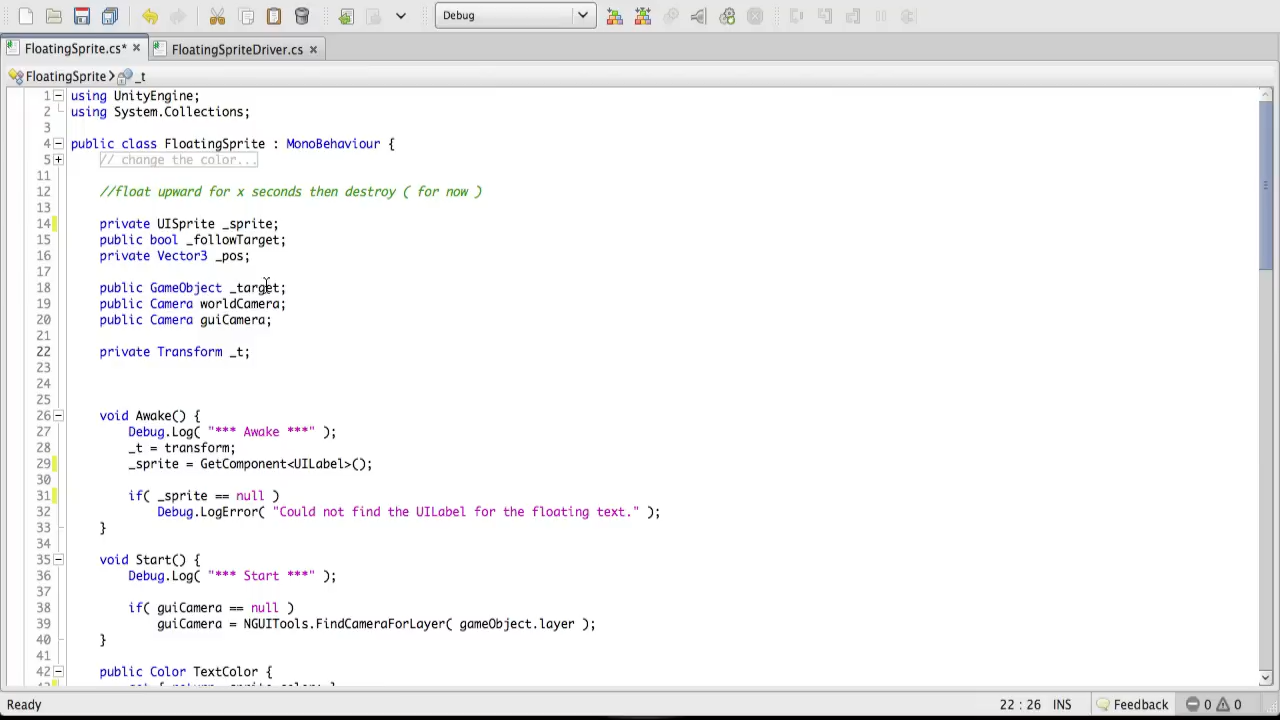 Debug
FloatingSprite.cs*
FloatingSpriteDriver.cs
FloatingSprite
_t
1 using UnityEngine;
2 using System.Collections;
3
4 public class FloatingSprite : MonoBehaviour {
5 // change the color...
11
12 //float upward for x seconds then destroy ( for now )
13
14 private UISprite _sprite;
15 public bool _followTarget;
16 private Vector3 _pos;
17
18 public GameObject _target;
19 public Camera worldCamera;
20 public Camera guiCamera;
21
22 private Transform _t;
23
24
25
26 void Awake() {
27 Debug.Log( "*** Awake ***" );
28 _t = transform;
29 _sprite = GetComponent<UILabel>();
30
31 if( _sprite == null )
32 Debug.LogError( "Could not find the UILabel for the floating text." );
33 }
34
35 void Start() {
36 Debug.Log( "*** Start ***" );
37
38 if( guiCamera == null )
39 guiCamera = NGUITools.FindCameraForLayer( gameObject.layer );
40 }
41
42 public Color TextColor {
Ready
22 : 26 INS
Feedback
0
0